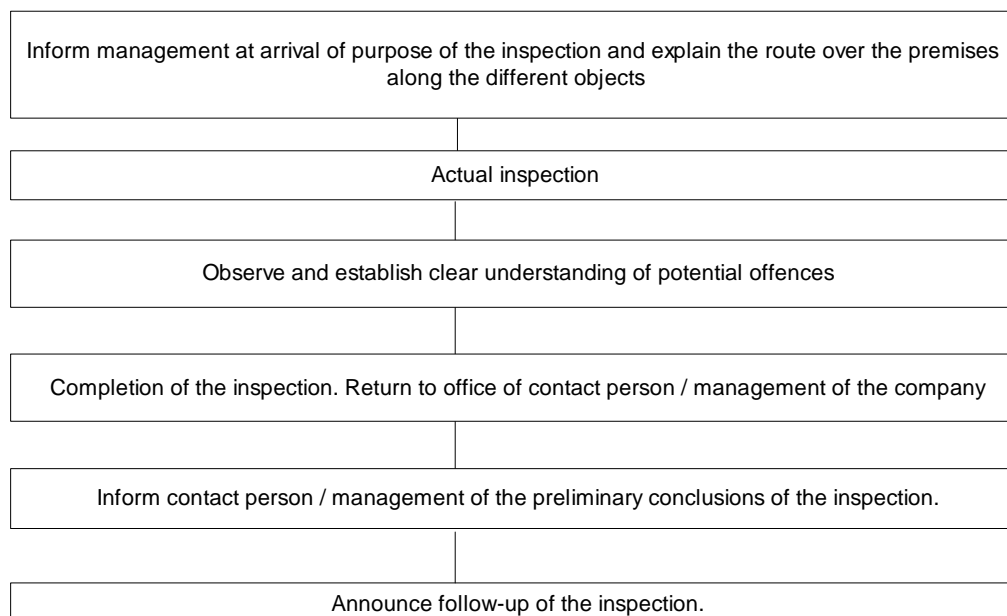 Inform management at arrival of purpose of the inspection and explain the route over the premises
along the different objects
Actual inspection
Observe and establish clear understanding of potential offences
Completion of the inspection. Return to office of contact person / management of the company
Inform contact person / management of the preliminary conclusions of the inspection.
Announce follow-up of the inspection.